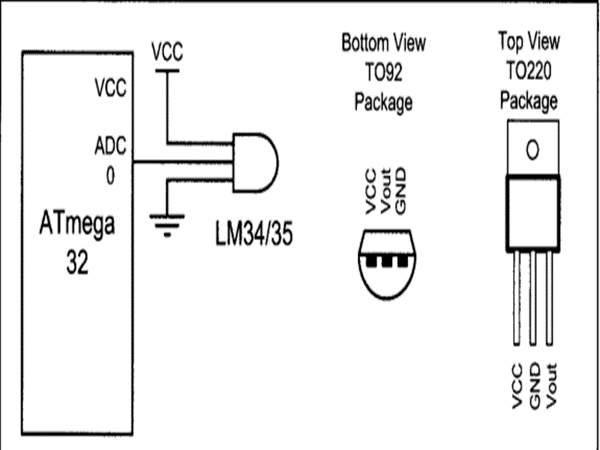 VCC
VCC
ADC
0
ATmega
32
LM34/35
Bottom View
TO92
Package
VCC
Vout
GND
Top View
TO220
Package
VCC
GND
Vout